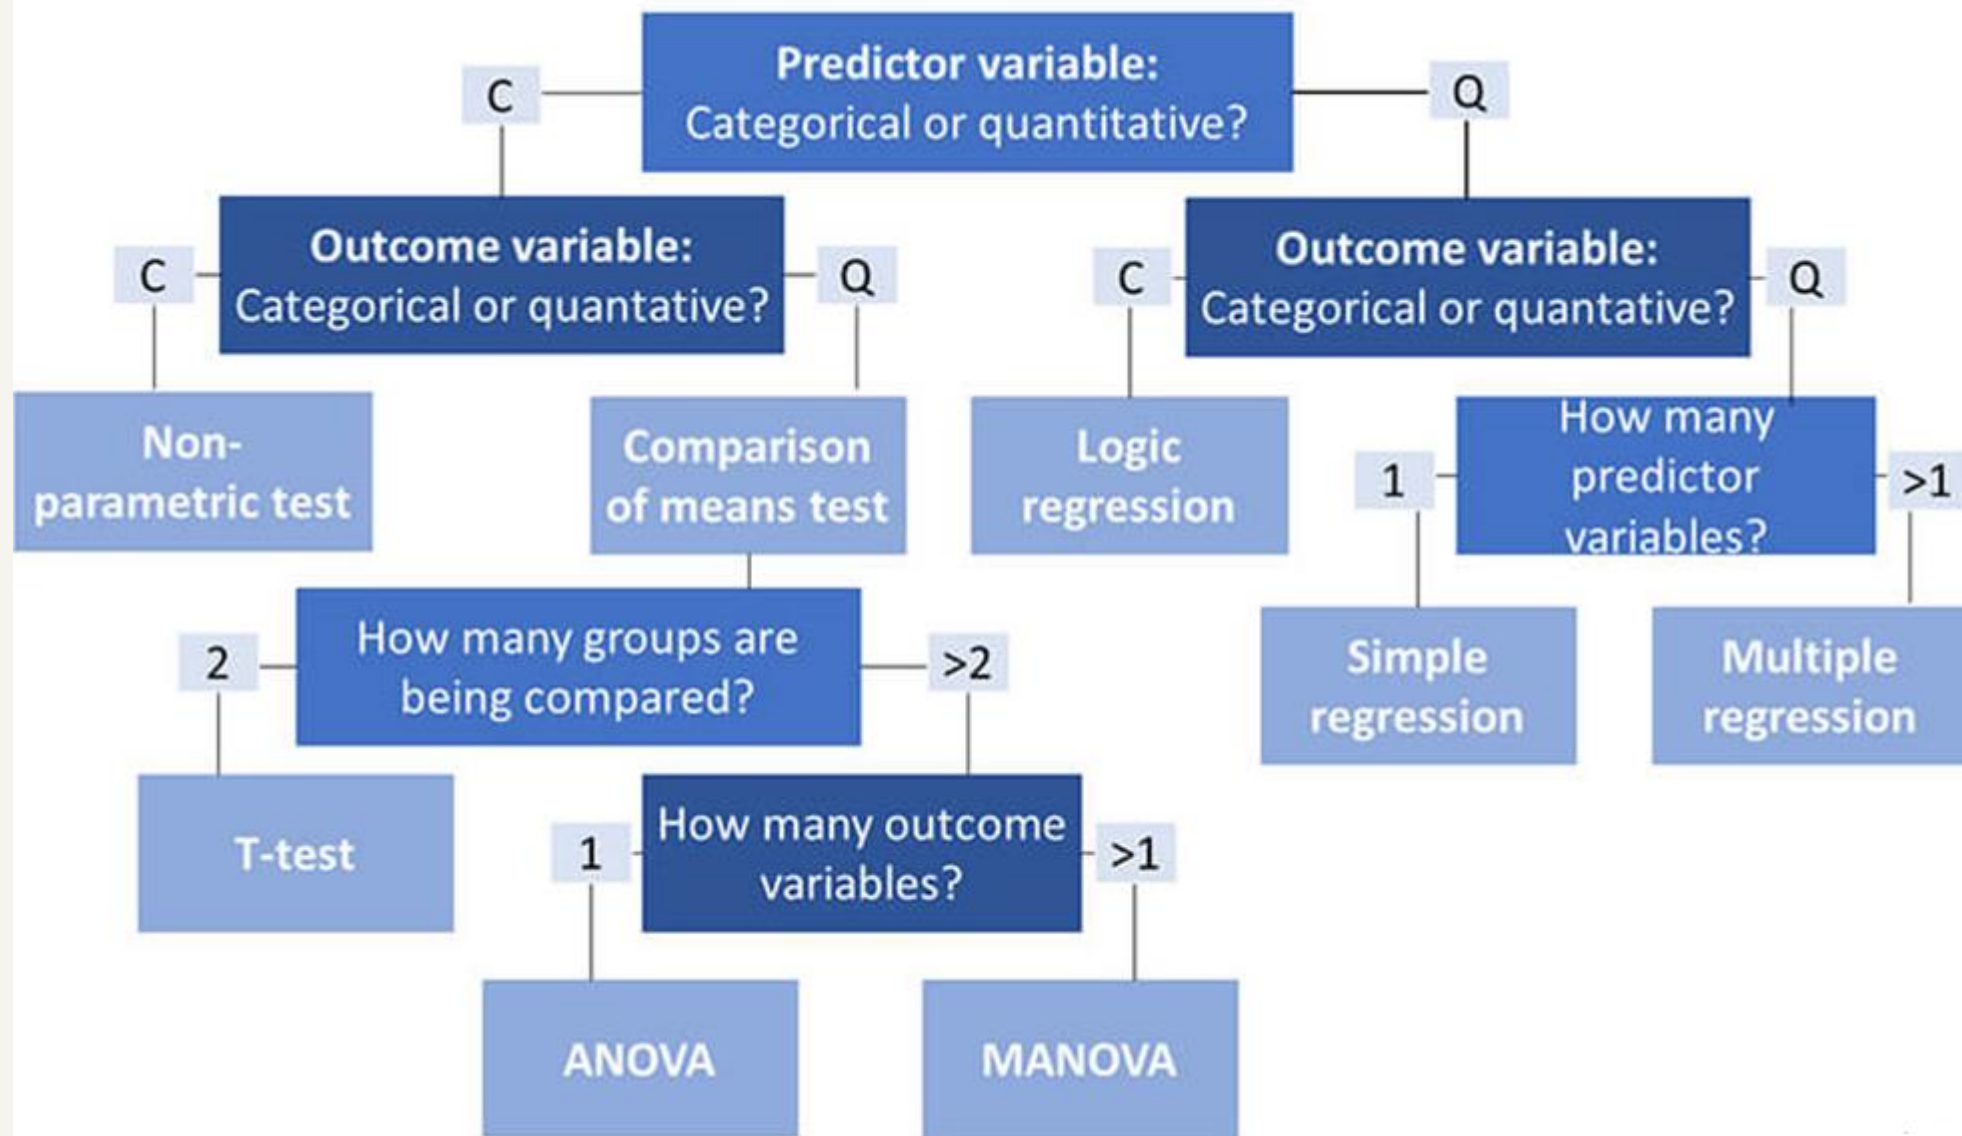 Predictor variable:
Categorical or quantitative?
C
Q
Outcome variable:
Categorical or quantative?
C
Q
Outcome variable:
Categorical or quantative?
C
Q
Non-
parametric test
Comparison
of means test
Logic
regression
How many
predictor
variables?
1
>1
How many groups are
being compared?
2
>2
Simple
regression
Multiple
regression
T-test
How many outcome
variables?
1
>1
ANOVA
MANOVA